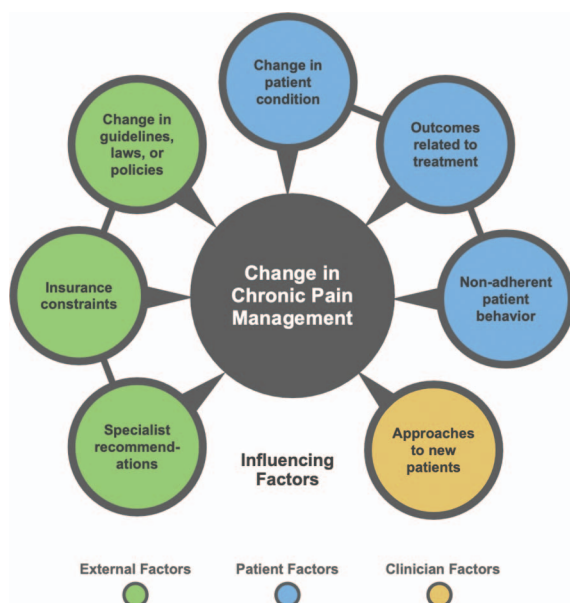 Change in
patient
condition
Outcomes
related to
treatment
Non-adherent
patient
behavior
Approaches
to new
patients
Specialist
recommend-
ations
Insurance
constraints
Change in
guidelines,
laws, or
policies
Change in
Chronic Pain
Management
Influencing
Factors
External Factors
Patient Factors
Clinician Factors